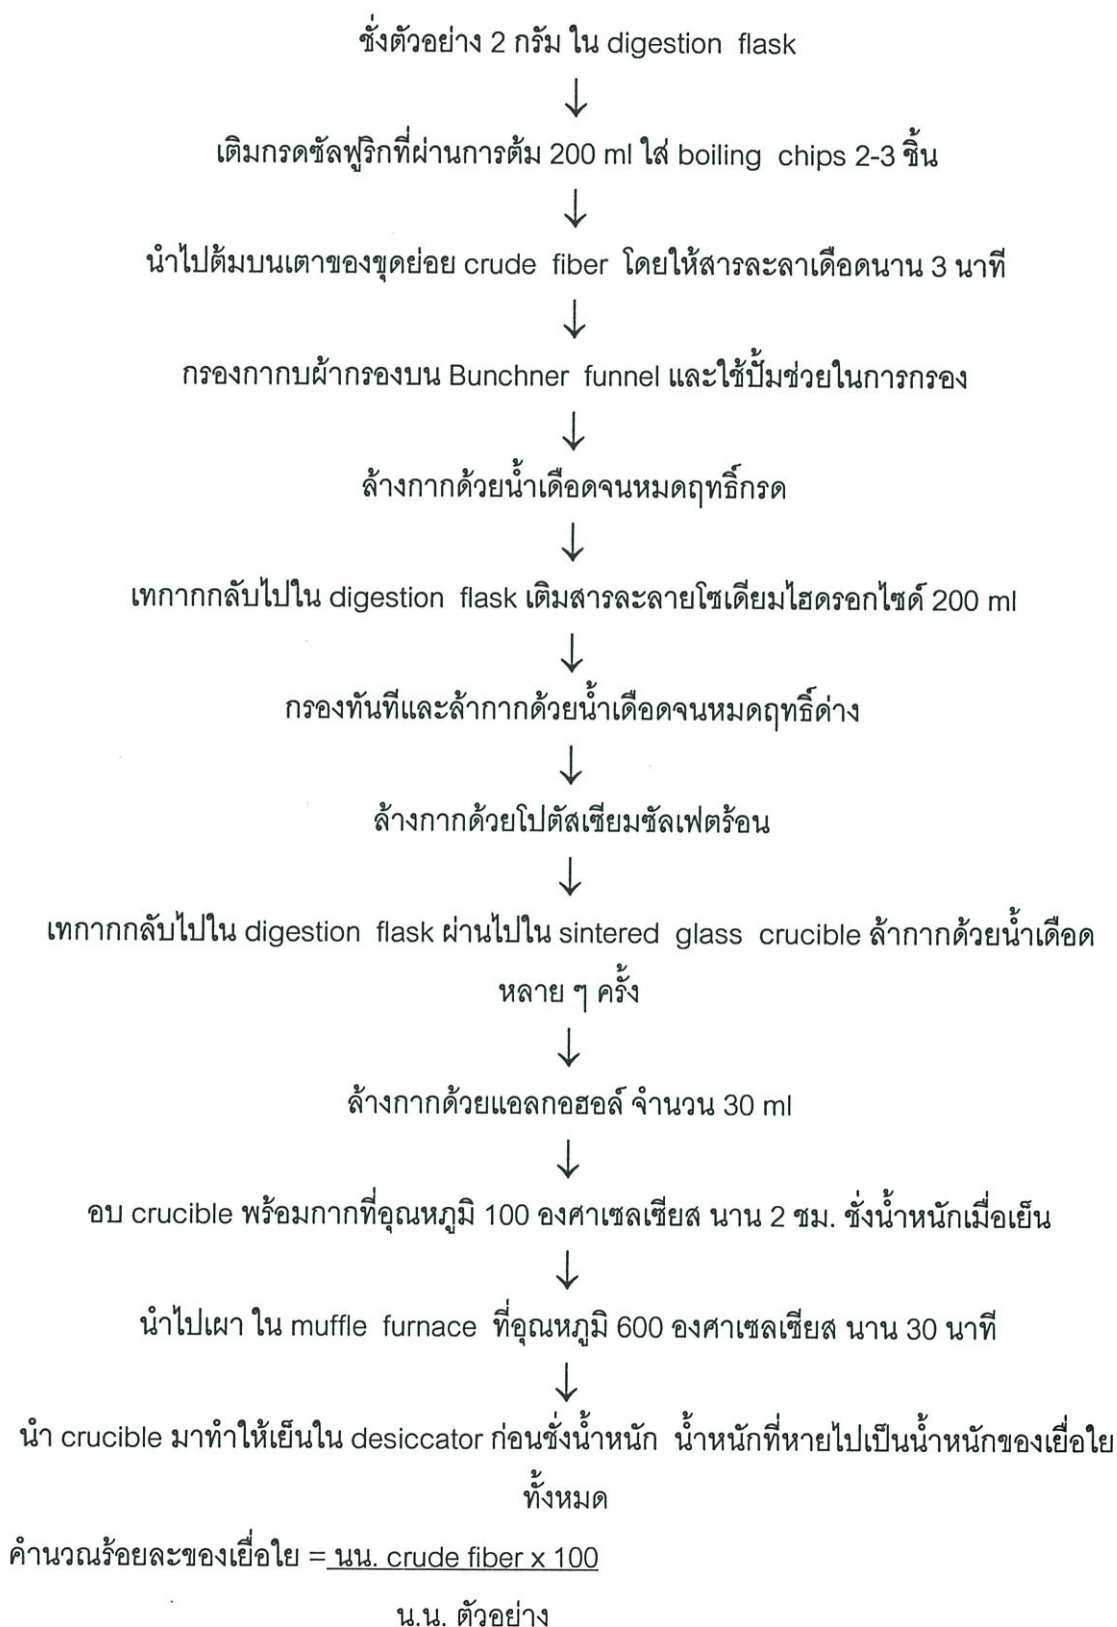 ชั่งตัวอย่าง 2 กรัม ใน digestion flask
↓
เติมกรดซัลฟูริกที่ผ่านการต้ม 200 ml ใส่ boiling chips 2-3 ชิ้น
↓
นำไปต้มบนเตาของขุดย่อย crude fiber โดยให้สารละลาเดือดนาน 3 นาที
↓
กรองกากบผ้ากรองบน Bunchner funnel และใช้ปั้มช่วยในการกรอง
↓
ล้างกากด้วยน้ำเดือดจนหมดฤทธิ์กรด
↓
เทกากกลับไปใน digestion flask เติมสารละลายโซเดียมไฮดรอกไซด์ 200 ml
↓
กรองทันทีและล้ากากด้วยน้ำเดือดจนหมดฤทธิ์ด่าง
↓
ล้างกากด้วยโปตัสเซียมซัลเฟตร้อน
↓
เทกากกลับไปใน digestion flask ผ่านไปใน sintered glass crucible ล้ากากด้วยน้ำเดือด
หลาย ๆ ครั้ง
↓
ล้างกากด้วยแอลกอฮอล์ จำนวน 30 ml
↓
อบ crucible พร้อมกากที่อุณหภูมิ 100 องศาเซลเซียส นาน 2 ชม. ชั่งน้ำหนักเมื่อเย็น
↓
นำไปเผา ใน muffle furnace ที่อุณหภูมิ 600 องศาเซลเซียส นาน 30 นาที
↓
นำ crucible มาทำให้เย็นใน desiccator ก่อนชั่งน้ำหนัก น้ำหนักที่หายไปเป็นน้ำหนักของเยื่อใย
ทั้งหมด
คำนวณร้อยละของเยื่อใย = นน. crude fiber x 100
น.น. ตัวอย่าง